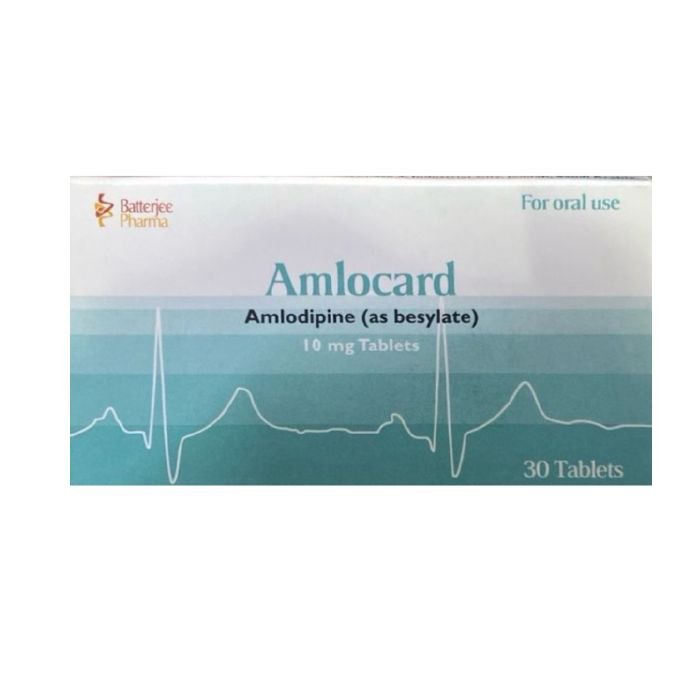 Batterjee
Pharma
For oral use
Amlocard
Amlodipine (as besylate)
10 mg Tablets
30 Tablets